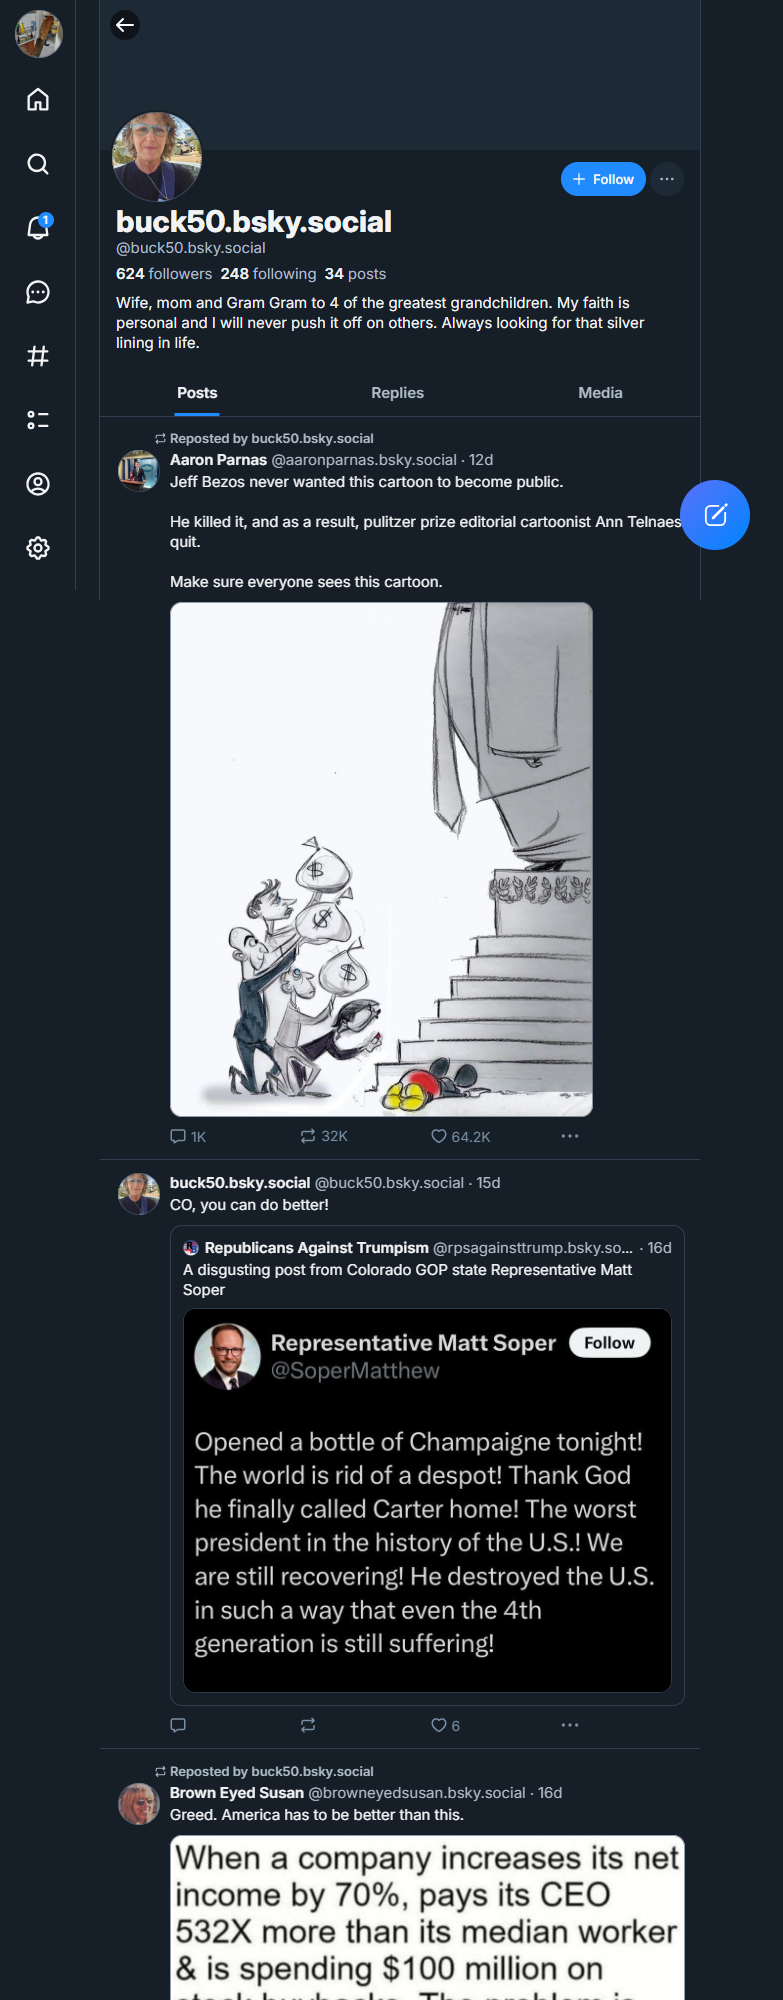 1
+ Follow
buck50.bsky.social
@buck50.bsky.social
624 followers 248 following 34 posts
Wife, mom and Gram Gram to 4 of the greatest grandchildren. My faith is
personal and I will never push it off on others. Always looking for that silver
lining in life.
Posts Replies Media
Reposted by buck50.bsky.social
Aaron Parnas @aaronparnas.bsky.social · 12d
Jeff Bezos never wanted this cartoon to become public.
He killed it, and as a result, pulitzer prize editorial cartoonist Ann Telnaes
quit.
Make sure everyone sees this cartoon.
$
$
$
1K 32K 64.2K
buck50.bsky.social @buck50.bsky.social · 15d
CO, you can do better!
Republicans Against Trumpism @rpsagainsttrump.bsky.so... · 16d
A disgusting post from Colorado GOP state Representative Matt
Soper
Representative Matt Soper Follow
@SoperMatthew
Opened a bottle of Champaigne tonight!
The world is rid of a despot! Thank God
he finally called Carter home! The worst
president in the history of the U.S.! We
are still recovering! He destroyed the U.S.
in such a way that even the 4th
generation is still suffering!
6
Reposted by buck50.bsky.social
Brown Eyed Susan @browneyedsusan.bsky.social · 16d
Greed. America has to be better than this.
When a company increases its net
income by 70%, pays its CEO
532X more than its median worker
& is spending $100 million on
stock buybacks. The problem is